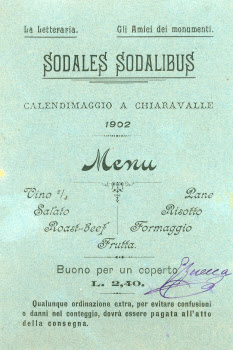 La Letteraria. Gli Amici dei monumenti.
SODALES SODALIBUS
CALENDIMAGGIO A CHIARAVALLE
1902
Menu
Vino ½ Pane
Salato Risotto
Roast-Beef Formaggio
Frutta.
Buono per un coperto
L. 2,40.
Qualunque ordinazione extra, per evitare confusioni
o danni nel conteggio, dovrà essere pagata all'atto
della consegna.